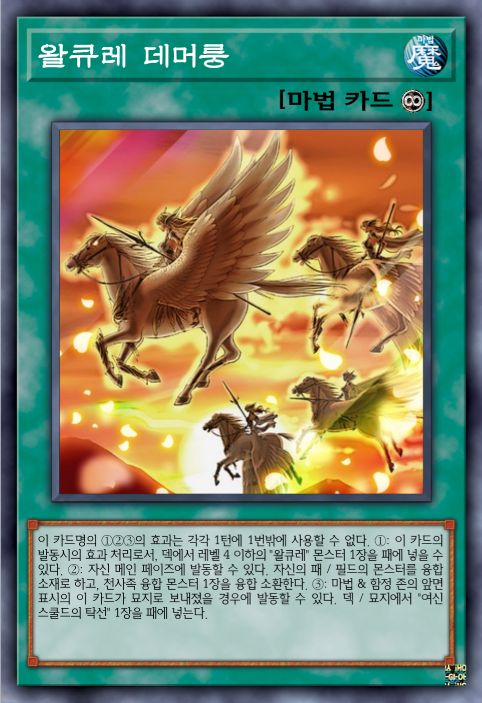 왈큐레 데머룽
마법
魔
[마법 카드 ]
이 카드명의 ①②③의 효과는 각각 1턴에 1번밖에 사용할 수 없다. ①: 이 카드의
발동시의 효과 처리로서, 덱에서 레벨 4 이하의 "왈큐레" 몬스터 1장을 패에 넣을 수
있다. ②: 자신 메인 페이즈에 발동할 수 있다. 자신의 패 / 필드의 몬스터를 융합
소재로 하고, 천사족 융합 몬스터 1장을 융합 소환한다. ③: 마법 & 함정 존의 앞면
표시의 이 카드가 묘지로 보내졌을 경우에 발동할 수 있다. 덱 / 묘지에서 "여신
스쿨드의 탁선" 1장을 패에 넣는다.